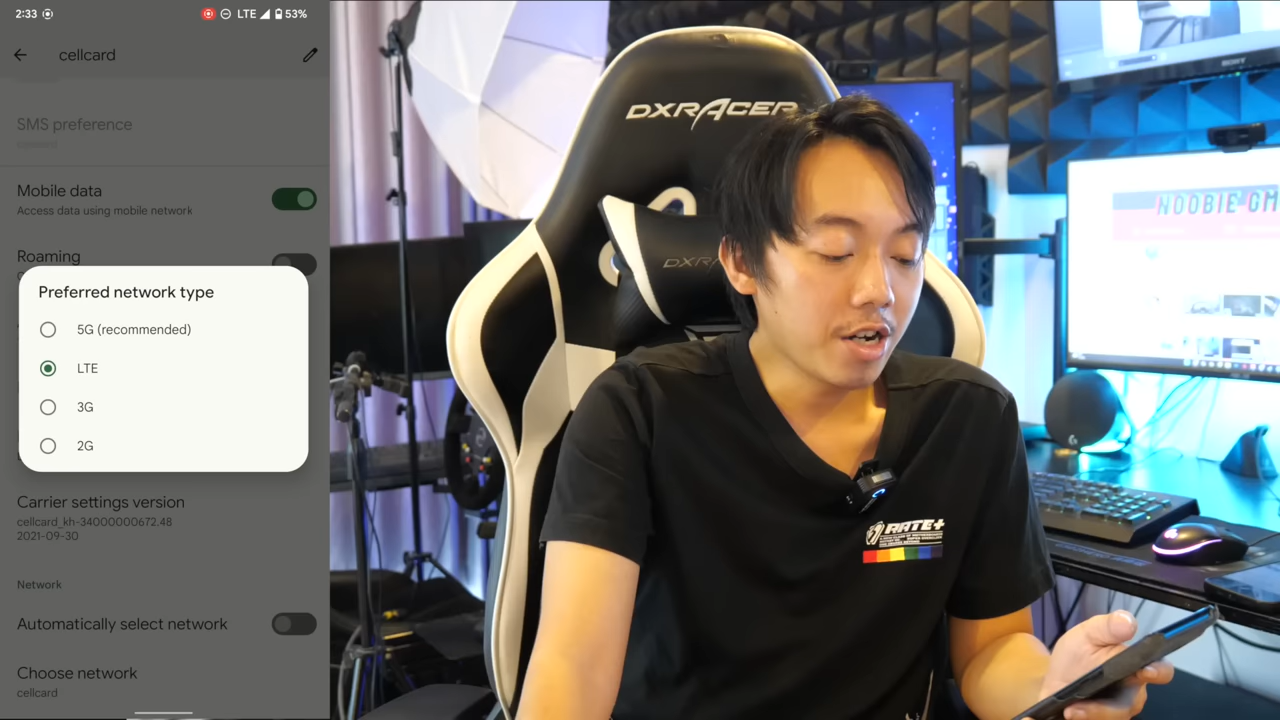 2:33
LTE
53%
cellcard
SMS preference
Mobile data
Access data using mobile network
Roaming
Preferred network type
5G (recommended)
LTE
3G
2G
Carrier settings version
cellcard_kh-34000000672.48
2021-09-30
Network
Automatically select network
Choose network
cellcard
DXRACER
DXRA
SONY
NOOBIE GM
RATE+